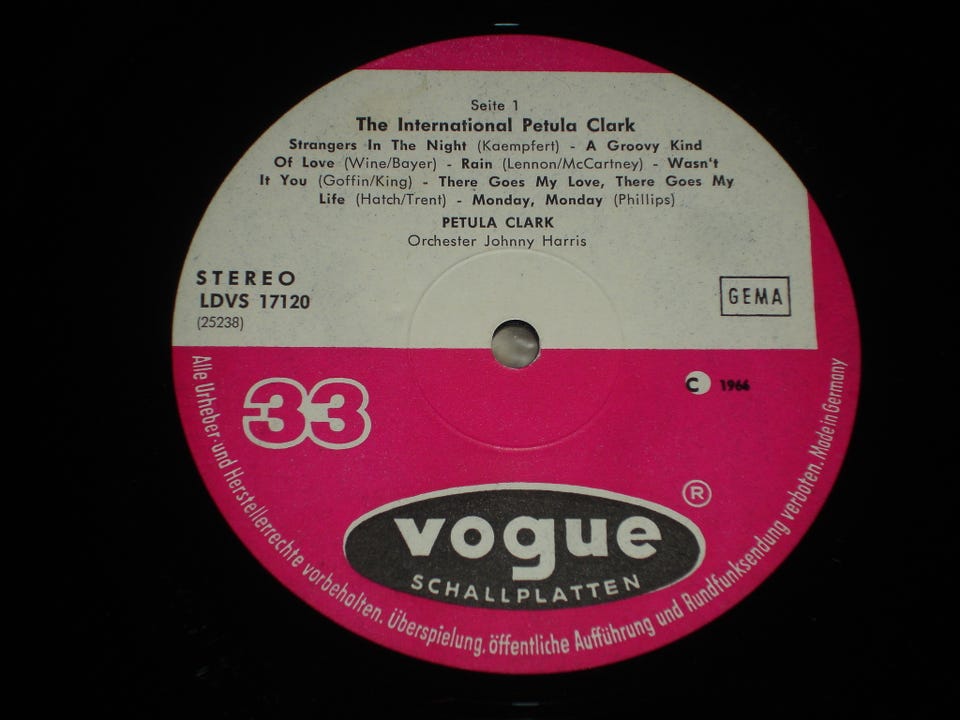 Seite 1
The International Petula Clark
Strangers In The Night (Kaempfert) - A Groovy Kind
Of Love (Wine/Bayer) - Rain (Lennon/McCartney) - Wasn't
It You (Goffin/King) - There Goes My Love, There Goes My
Life (Hatch/Trent) - Monday, Monday (Phillips)
PETULA CLARK
Orchester Johnny Harris
STEREO
LDVS 17120
(25238)
GEMA
33
C 1966
vogue ®
SCHALLPLATTEN
Alle Urheber- und Herstellerrechte vorbehalten. Überspielung, öffentliche Aufführung und Rundfunksendung verboten. Made in Germany